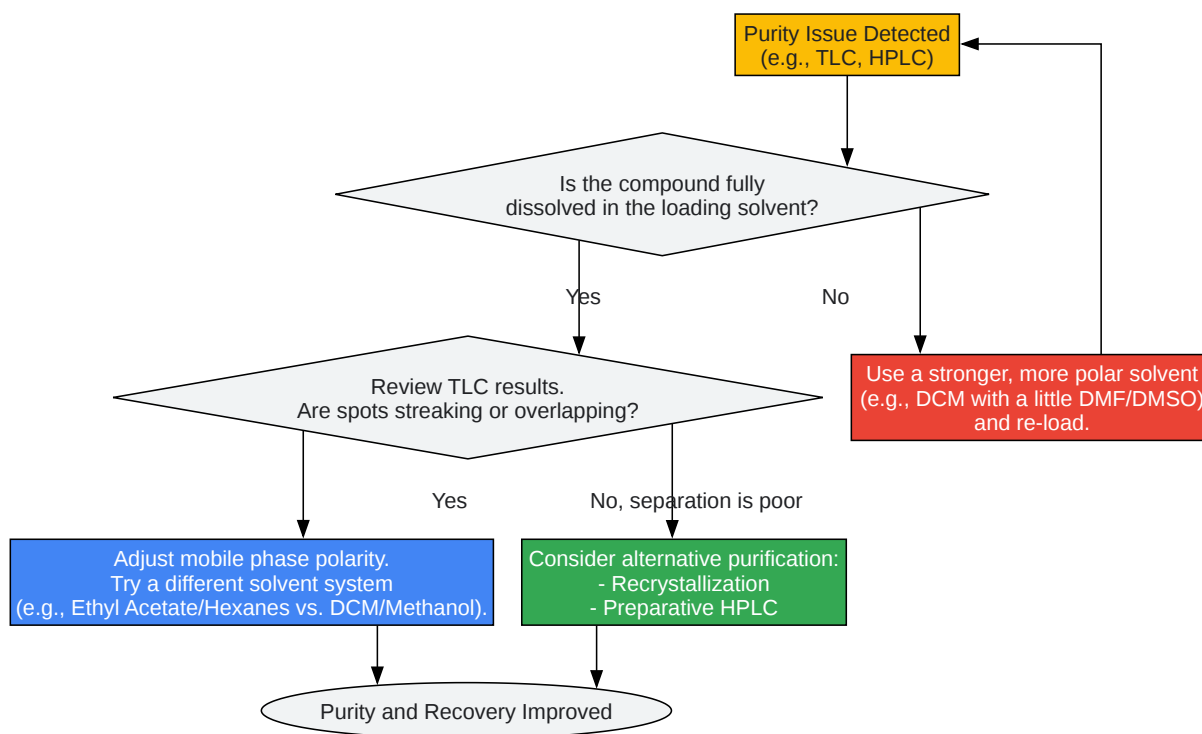 Purity Issue Detected
(e.g., TLC, HPLC)
Is the compound fully
dissolved in the loading solvent?
Yes
No
Use a stronger, more polar solvent
(e.g., DCM with a little DMF/DMSO)
and re-load.
Review TLC results.
Are spots streaking or overlapping?
Yes
No, separation is poor
Adjust mobile phase polarity.
Try a different solvent system
(e.g., Ethyl Acetate/Hexanes vs. DCM/Methanol).
Consider alternative purification:
- Recrystallization
- Preparative HPLC
Purity and Recovery Improved